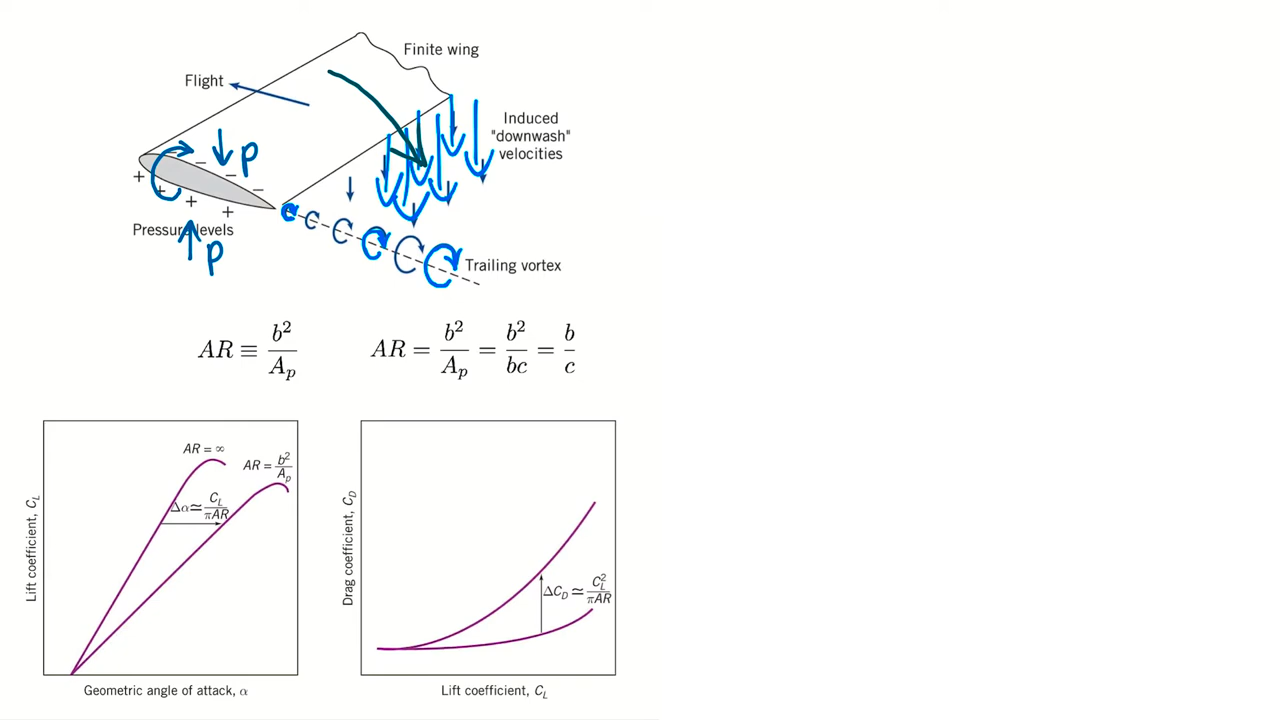 Finite wing
Flight
Induced
"downwash"
velocities
p
− − − −
+ + + +
Pressure levels
p
Trailing vortex
AR ≡ b²/A_p
AR = b²/A_p = b²/bc = b/c
AR = ∞
AR = b²/A_p
Δα ≃ C_L/πAR
Lift coefficient, C_L
Geometric angle of attack, α
Drag coefficient, C_D
ΔC_D ≃ C_L²/πAR
Lift coefficient, C_L